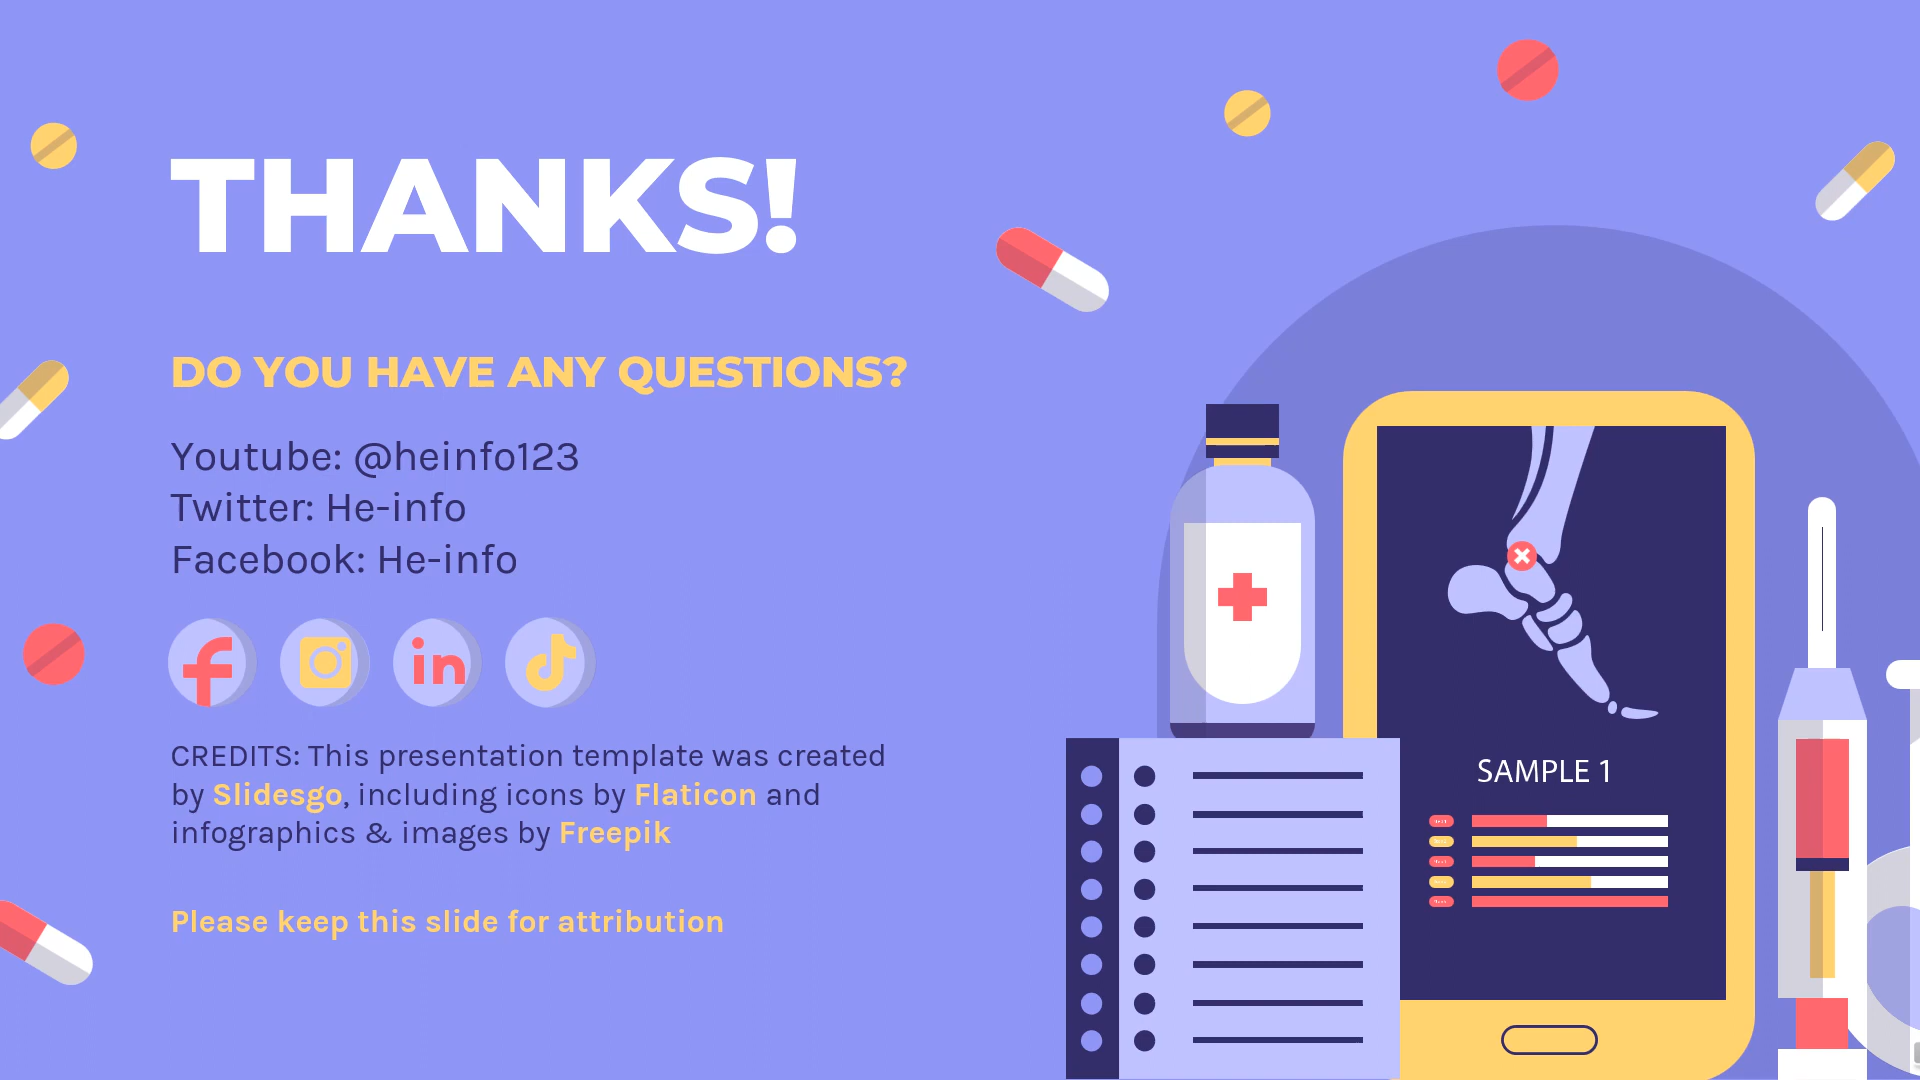 THANKS!
DO YOU HAVE ANY QUESTIONS?
Youtube: @heinfo123
Twitter: He-info
Facebook: He-info
in
CREDITS: This presentation template was created
by Slidesgo, including icons by Flaticon and
infographics & images by Freepik
Please keep this slide for attribution
SAMPLE 1